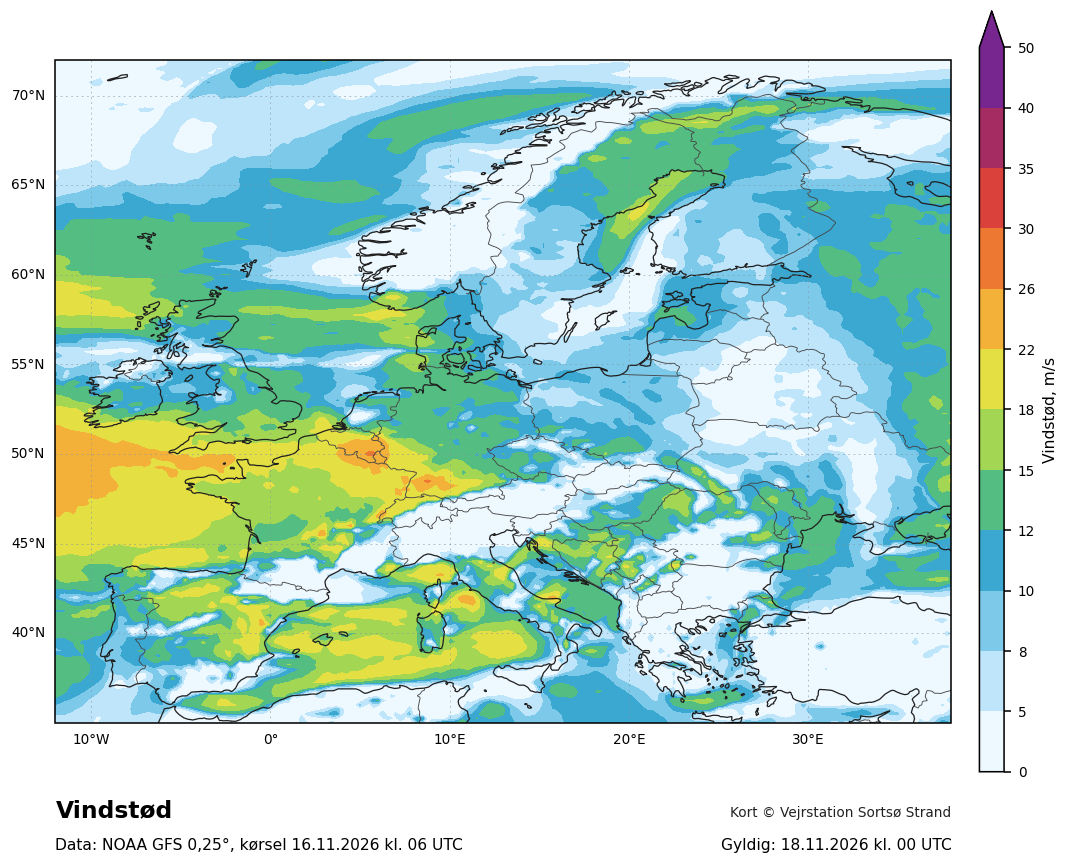 70°N
65°N
60°N
55°N
50°N
45°N
40°N
10°W
0°
10°E
20°E
30°E
50
40
35
30
26
22
18
15
12
10
8
5
0
Vindstød, m/s
Vindstød
Kort © Vejrstation Sortsø Strand
Data: NOAA GFS 0,25°, kørsel 16.11.2026 kl. 06 UTC
Gyldig: 18.11.2026 kl. 00 UTC